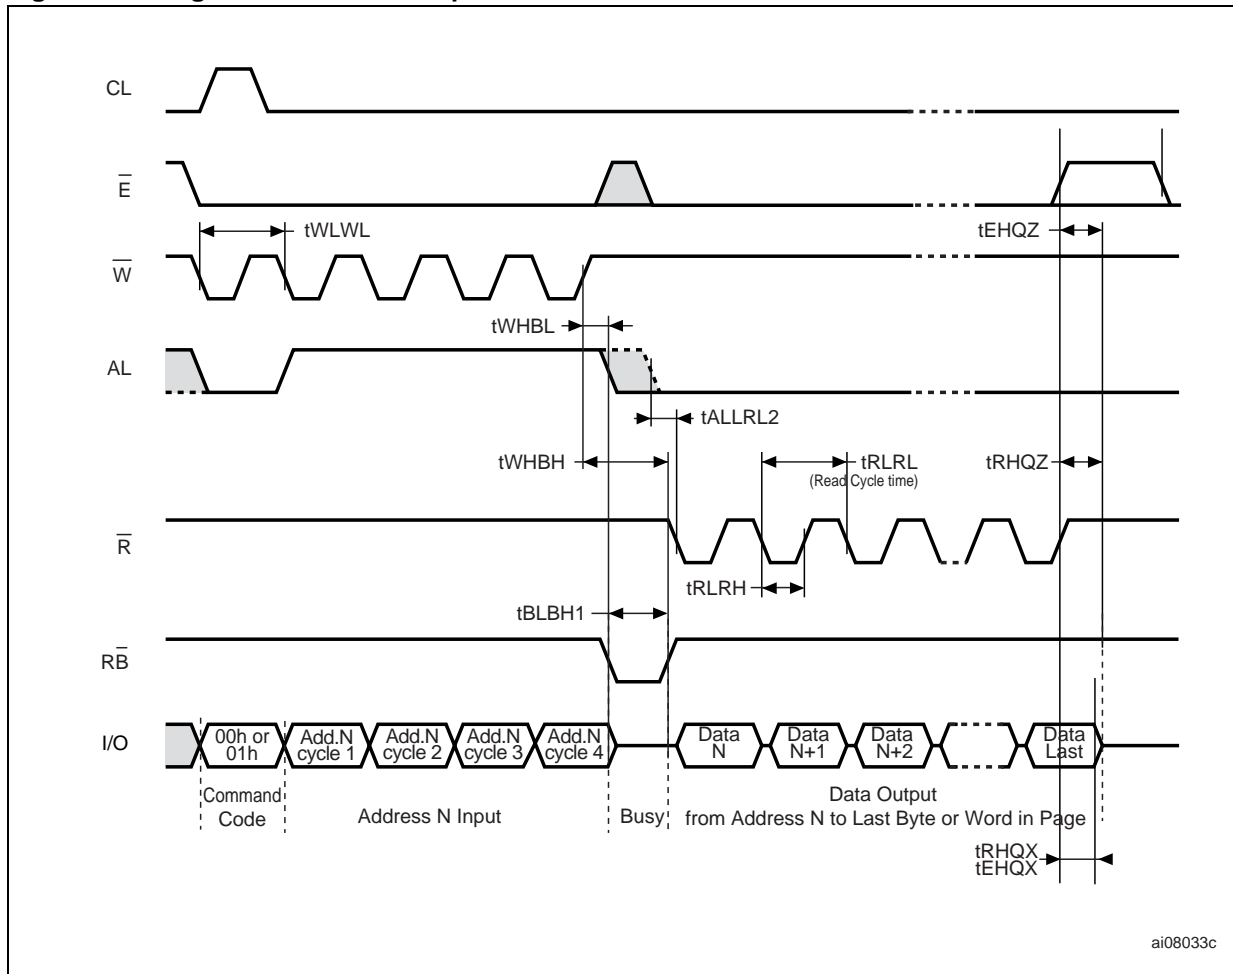 CL
E
tWLWL
tEHQZ
W
tWHBL
AL
tALLRL2
tWHBH
tRLRL
(Read Cycle time)
tRHQZ
R
tRLRH
tBLBH1
RB
I/O
00h or
01h
Add.N
cycle 1
Add.N
cycle 2
Add.N
cycle 3
Add.N
cycle 4
Data
N
Data
N+1
Data
N+2
Data
Last
Command
Code
Address N Input
Busy
Data Output
from Address N to Last Byte or Word in Page
tRHQX
tEHQX
ai08033c